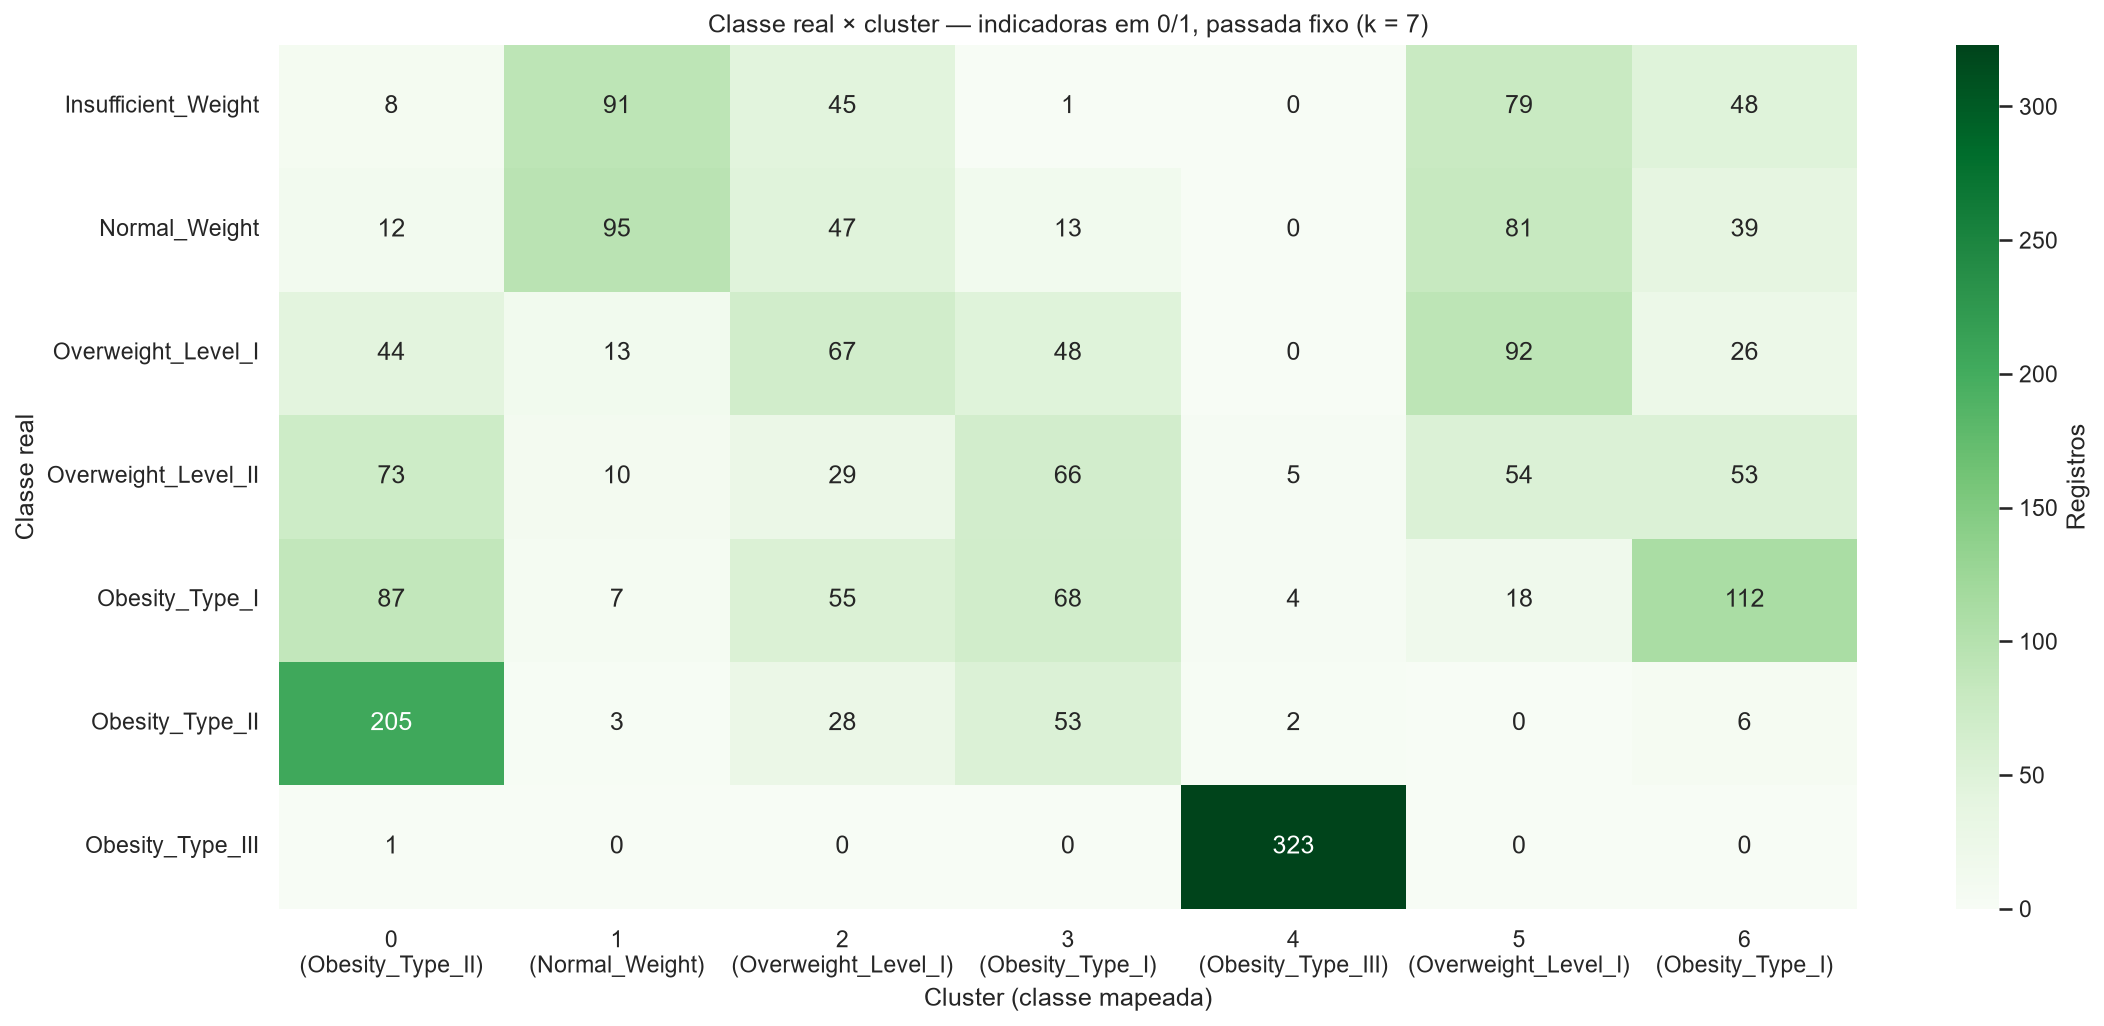 Classe real × cluster — indicadoras em 0/1, passada fixo (k = 7)
Classe real
Insufficient_Weight 8 91 45 1 0 79 48
Normal_Weight 12 95 47 13 0 81 39
Overweight_Level_I 44 13 67 48 0 92 26
Overweight_Level_II 73 10 29 66 5 54 53
Obesity_Type_I 87 7 55 68 4 18 112
Obesity_Type_II 205 3 28 53 2 0 6
Obesity_Type_III 1 0 0 0 323 0 0
0 1 2 3 4 5 6
(Obesity_Type_II) (Normal_Weight) (Overweight_Level_I) (Obesity_Type_I) (Obesity_Type_III) (Overweight_Level_I) (Obesity_Type_I)
Cluster (classe mapeada)
300
250
200
150
100
50
0
Registros